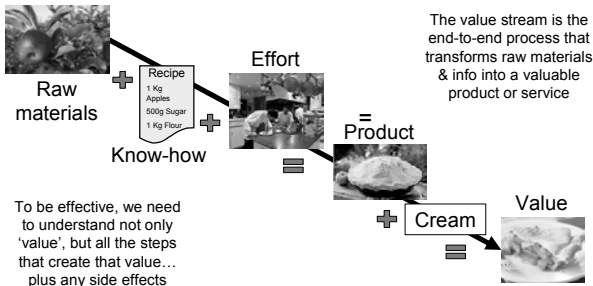 The value stream is the
end-to-end process that
transforms raw materials
& info into a valuable
product or service
Raw
materials
+
Recipe
1 Kg
Apples
500g Sugar
1 Kg Flour
Know-how
+
Effort
=
=
Product
+
Cream
=
Value
To be effective, we need
to understand not only
‘value’, but all the steps
that create that value…
plus any side effects